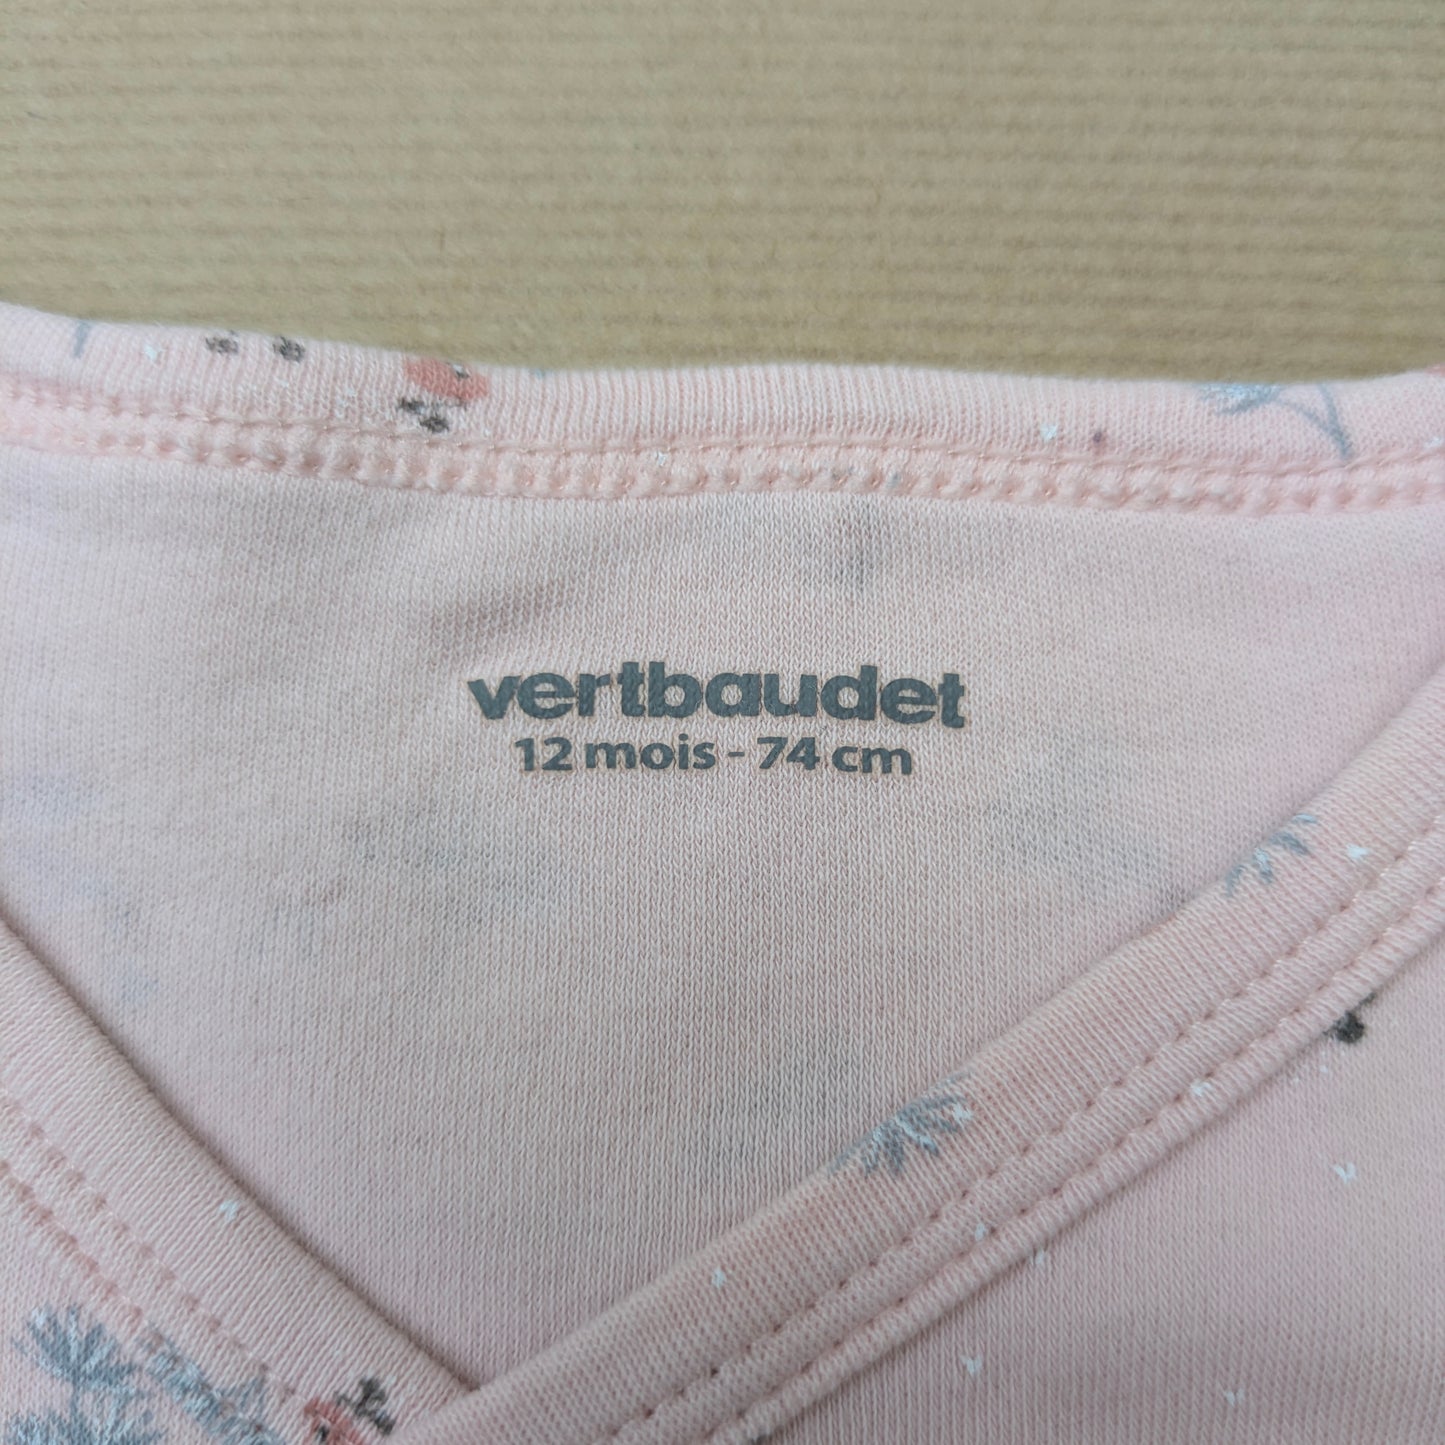 vertbaudet
12 mois - 74 cm